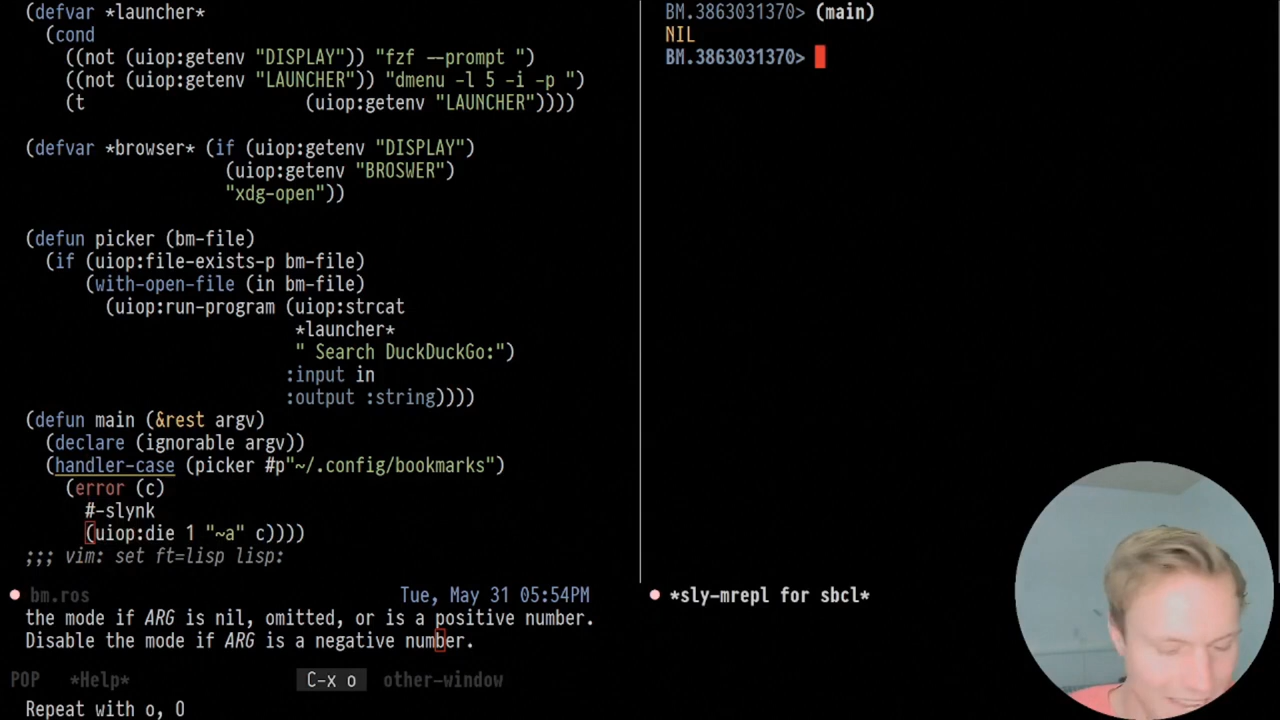 (defvar *launcher*
(cond
((not (uiop:getenv "DISPLAY")) "fzf --prompt ")
((not (uiop:getenv "LAUNCHER")) "dmenu -l 5 -i -p ")
(t (uiop:getenv "LAUNCHER"))))
(defvar *browser* (if (uiop:getenv "DISPLAY")
(uiop:getenv "BROSWER")
"xdg-open"))
(defun picker (bm-file)
(if (uiop:file-exists-p bm-file)
(with-open-file (in bm-file)
(uiop:run-program (uiop:strcat
*launcher*
" Search DuckDuckGo:")
:input in
:output :string))))
(defun main (&rest argv)
(declare (ignorable argv))
(handler-case (picker #p"~/.config/bookmarks")
(error (c)
#-slynk
(uiop:die 1 "~a" c))))
;;; vim: set ft=lisp lisp:
bm.ros Tue, May 31 05:54PM
the mode if ARG is nil, omitted, or is a positive number.
Disable the mode if ARG is a negative number.
POP *Help* C-x o other-window
Repeat with o, O
BM.3863031370> (main)
NIL
BM.3863031370>
*sly-mrepl for sbcl*